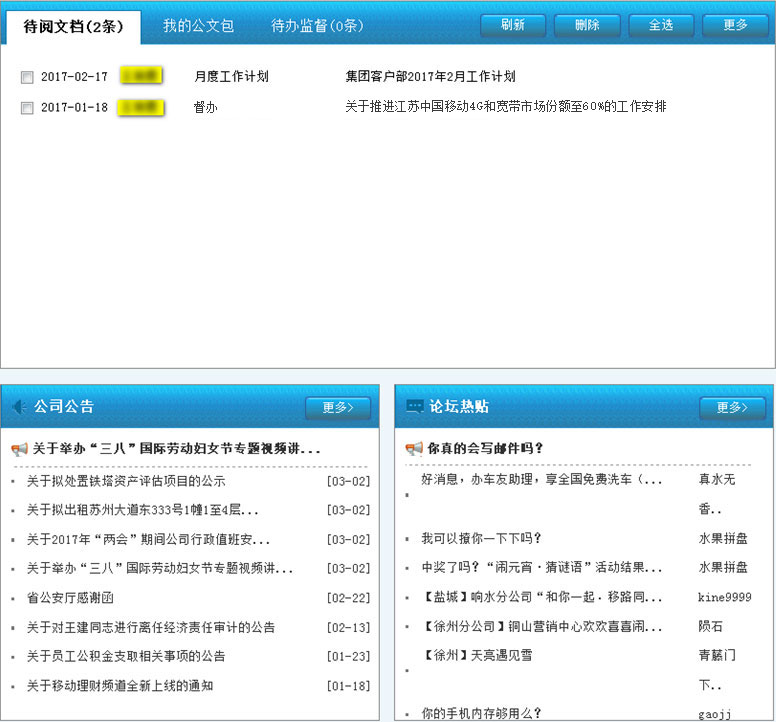 待阅文档(2条) 我的公文包 待办监督(0条) 刷新 删除 全选 更多
2017-02-17 月度工作计划 集团客户部2017年2月工作计划
2017-01-18 督办 关于推进江苏中国移动4G和宽带市场份额至60%的工作安排
公司公告 更多>
关于举办“三八”国际劳动妇女节专题视频讲...
关于拟处置铁塔资产评估项目的公示 [03-02]
关于拟出租苏州大道东333号1幢1至4层... [03-02]
关于2017年“两会”期间公司行政值班安... [03-02]
关于举办“三八”国际劳动妇女节专题视频讲... [03-02]
省公安厅感谢函 [02-22]
关于对王建同志进行离任经济责任审计的公告 [02-13]
关于员工公积金支取相关事项的公告 [01-23]
关于移动理财频道全新上线的通知 [01-18]
论坛热贴 更多>
你真的会写邮件吗?
好消息，办车友助理，享全国免费洗车（... 真水无
香..
我可以撩你一下下吗? 水果拼盘
中奖了吗?“闹元宵·猜谜语”活动结果... 水果拼盘
【盐城】响水分公司“和你一起．移路同... kine9999
【徐州分公司】铜山营销中心欢欢喜喜闹... 陨石
【徐州】天亮遇见雪 青藤门
下..
你的手机内存够用么? gaojj